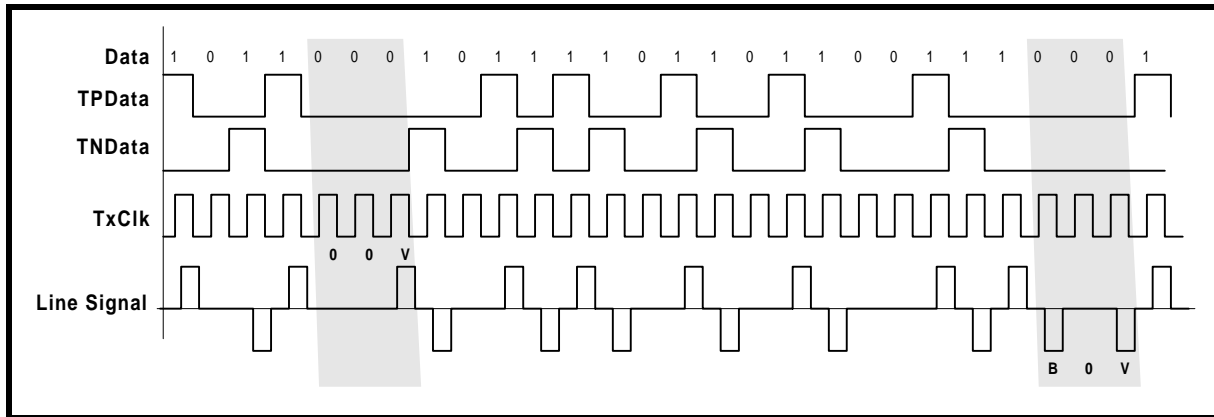 Data 1 0 1 1 0 0 0 1 0 1 1 1 1 0 1 1 0 1 1 0 0 1 1 1 0 0 0 1
TPData
TNData
TxClk
0 0 V
Line Signal
B 0 V